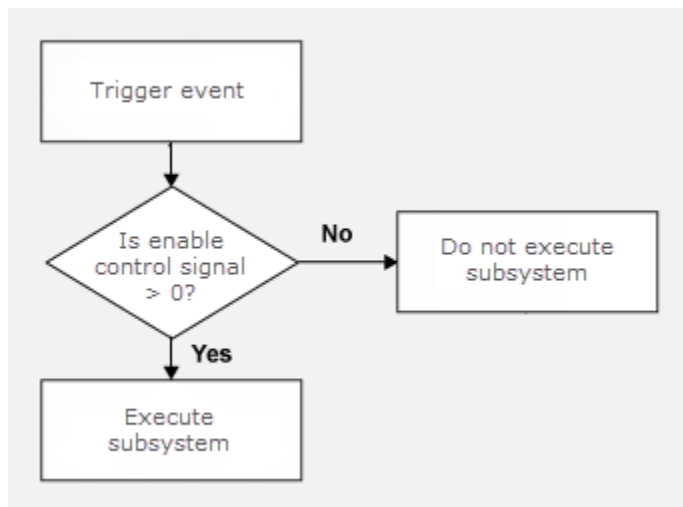 Trigger event
Is enable
control signal
> 0?
No
Do not execute
subsystem
Yes
Execute
subsystem